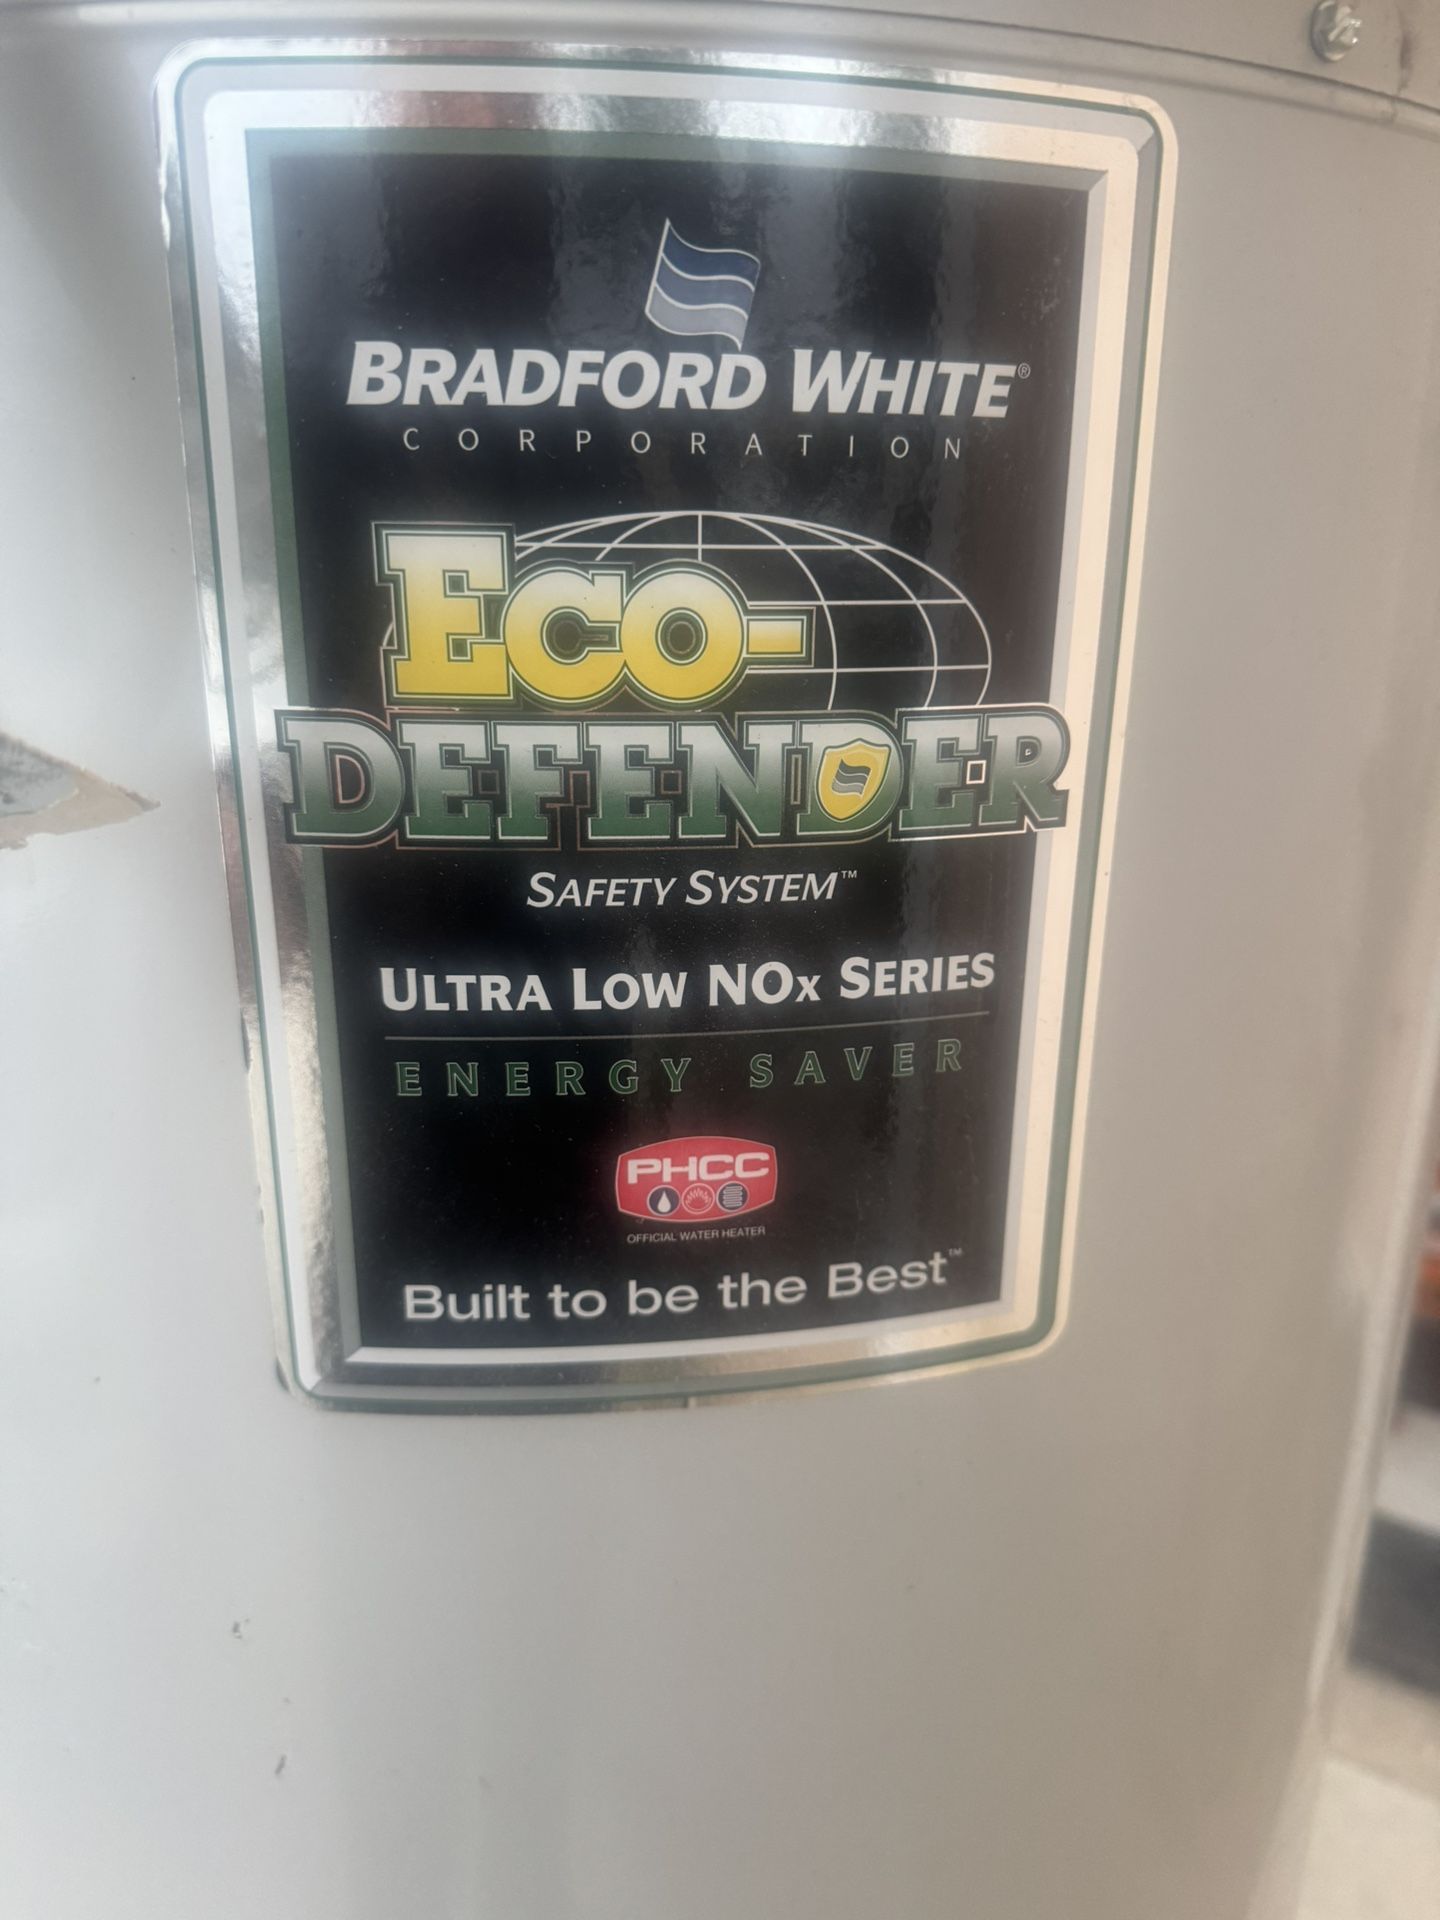 BRADFORD WHITE®
CORPORATION
ECO-
DEFENDER
SAFETY SYSTEM™
ULTRA LOW NOx SERIES
ENERGY SAVER
PHCC
OFFICIAL WATER HEATER
Built to be the Best™